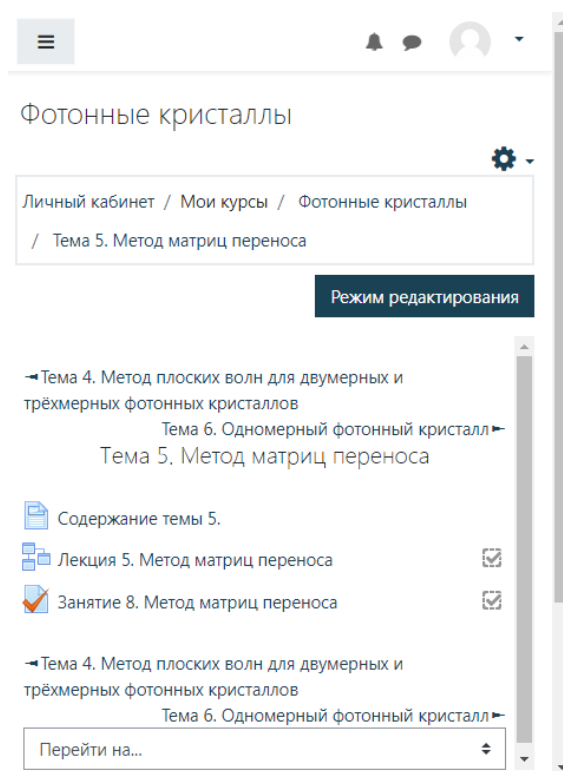 Фотонные кристаллы
Личный кабинет / Мои курсы / Фотонные кристаллы
/ Тема 5. Метод матриц переноса
Режим редактирования
Тема 4. Метод плоских волн для двумерных и
трёхмерных фотонных кристаллов
Тема 6. Одномерный фотонный кристалл
Тема 5. Метод матриц переноса
Содержание темы 5.
Лекция 5. Метод матриц переноса
Занятие 8. Метод матриц переноса
Тема 4. Метод плоских волн для двумерных и
трёхмерных фотонных кристаллов
Тема 6. Одномерный фотонный кристалл
Перейти на...